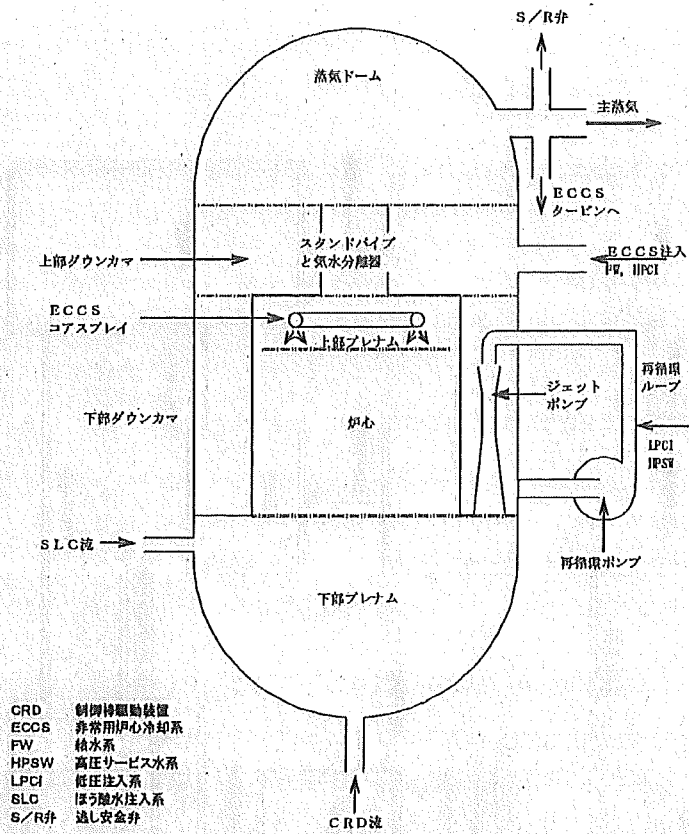 S/R弁
蒸気ドーム
主蒸気
ECCS
タービンへ
スタンドパイプ
と気水分離器
上部ダウンカマ
ECCS注入
FW, HPCI
ECCS
コアスプレイ
上部プレナム
再循環
ループ
ジェット
ポンプ
下部ダウンカマ
炉心
LPCI
HPSW
SLC流
再循環ポンプ
下部プレナム
CRD 制御棒駆動装置
ECCS 非常用炉心冷却系
FW 給水系
HPSW 高圧サービス水系
LPCI 低圧注入系
SLC ほう酸水注入系
S/R弁 逃し安全弁
CRD流